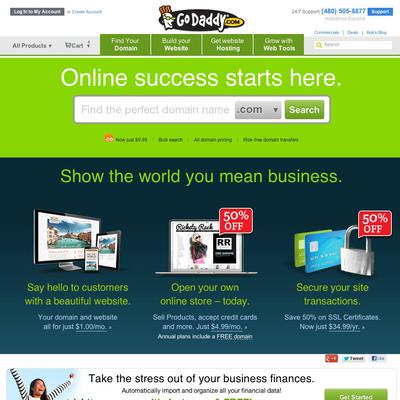 Log In to My Account or Create Account
Go Daddy.com
24/7 Support (480) 505-8877
Hablamos Español
Commercials Deals Bob's Blog
All Products Cart
Find Your Domain
Build your Website
Get website Hosting
Grow with Web Tools
Search
Online success starts here.
Find the perfect domain name .com Search
Now just $9.99 Bulk search All domain pricing Risk-free domain transfers
Show the world you mean business.
Rickety Rock
RR
50% OFF
50% OFF
Say hello to customers
with a beautiful website.
Your domain and website
all for just $1.00/mo. »
Open your own
online store – today.
Sell Products, accept credit cards
and more. Just $4.99/mo. »
Annual plans include a FREE domain!
Secure your site
transactions.
Save 50% on SSL Certificates.
Now just $34.99/yr. »
+1 Tweet Like
Take the stress out of your business finances.
Automatically import and organize all your financial data!
Get Started